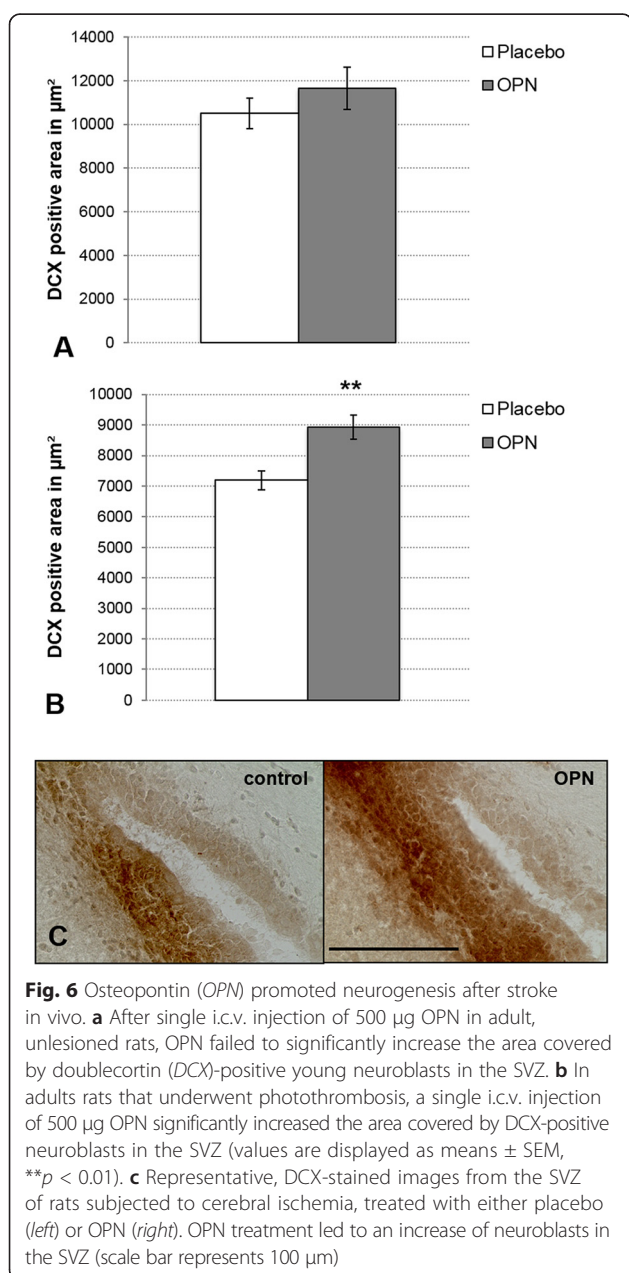 14000
12000
10000
8000
6000
4000
2000
0
DCX positive area in µm²
Placebo
OPN
A
10000
9000
8000
7000
6000
5000
4000
3000
2000
1000
0
DCX positive area in µm²
**
Placebo
OPN
B
control
OPN
C
Fig. 6 Osteopontin (OPN) promoted neurogenesis after stroke
in vivo. a After single i.c.v. injection of 500 µg OPN in adult,
unlesioned rats, OPN failed to significantly increase the area covered
by doublecortin (DCX)-positive young neuroblasts in the SVZ. b In
adults rats that underwent photothrombosis, a single i.c.v. injection
of 500 µg OPN significantly increased the area covered by DCX-positive
neuroblasts in the SVZ (values are displayed as means ± SEM,
**p < 0.01). c Representative, DCX-stained images from the SVZ
of rats subjected to cerebral ischemia, treated with either placebo
(left) or OPN (right). OPN treatment led to an increase of neuroblasts in
the SVZ (scale bar represents 100 µm)